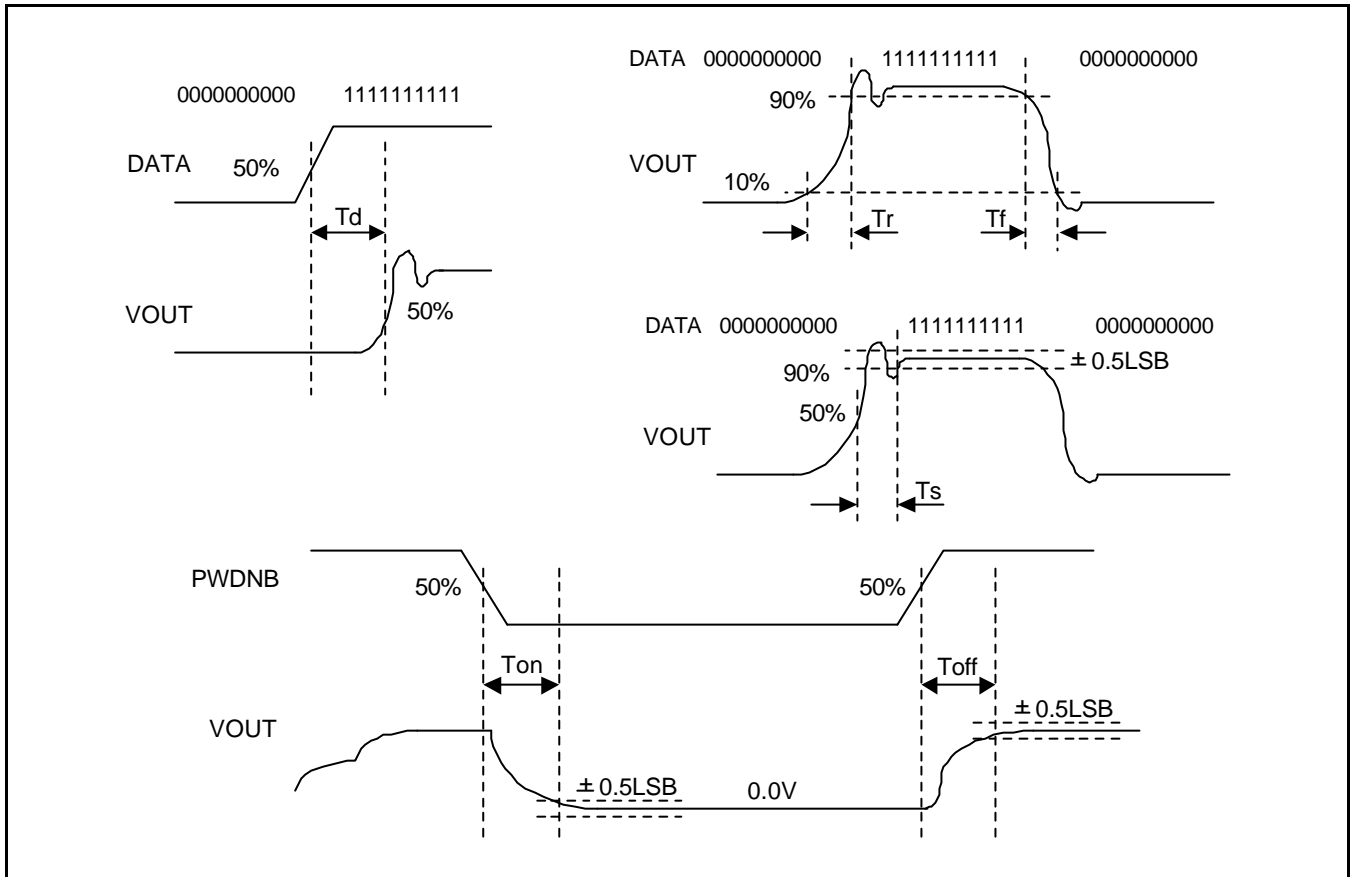 0000000000 1111111111
DATA 50%
Td
VOUT 50%
DATA 0000000000 1111111111 0000000000
90%
VOUT
10%
Tr Tf
DATA 0000000000 1111111111 0000000000
90% ± 0.5LSB
50%
VOUT
Ts
PWDNB 50% 50%
Ton Toff
VOUT ± 0.5LSB
± 0.5LSB 0.0V